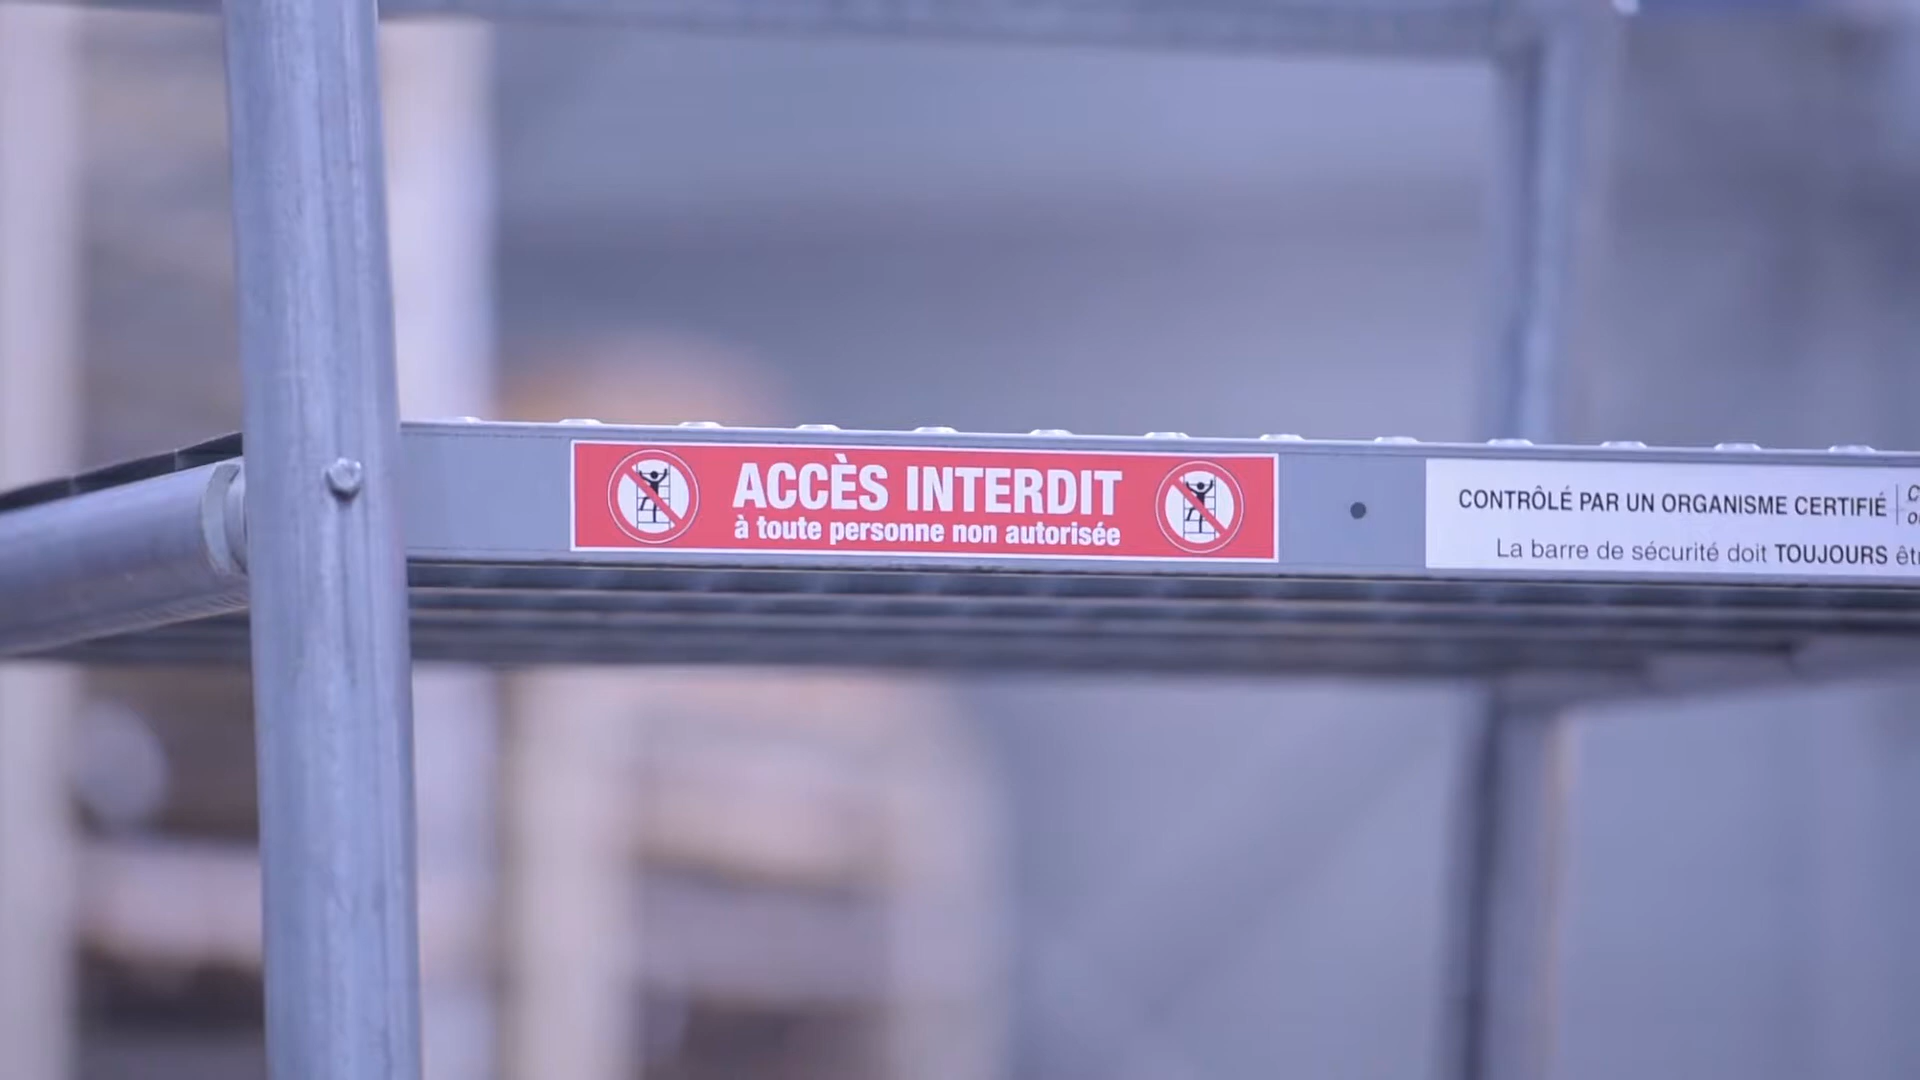 ACCÈS INTERDIT
à toute personne non autorisée
CONTRÔLÉ PAR UN ORGANISME CERTIFIÉ
La barre de sécurité doit TOUJOURS